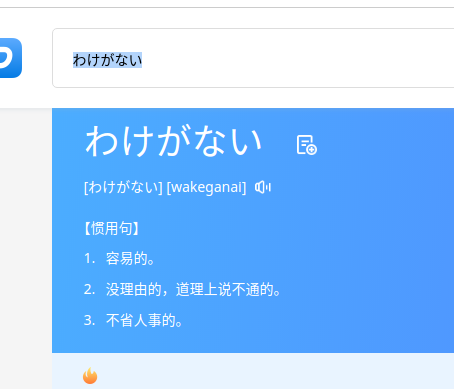 わけがない
わけがない
[わけがない] [wakeganai]
【惯用句】
1. 容易的。
2. 没理由的，道理上说不通的。
3. 不省人事的。